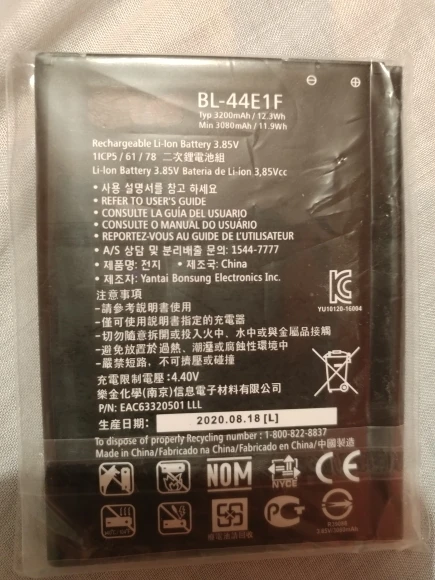 ⊖ ⊕
BL-44E1F
Typ 3200mAh / 12.3Wh
Min 3080mAh / 11.9Wh
Rechargeable Li-Ion Battery 3.85V
1ICP5 / 61 / 78 二次鋰電池組
Li-Ion Battery 3.85V Bateria de Li-ion 3,85Vcc
• 사용 설명서를 참고 하세요
• REFER TO USER'S GUIDE
• CONSULTE LA GUÍA DEL USUARIO
• CONSULTE O MANUAL DO USUARIO
• REPORTEZ-VOUS AU GUIDE DE L'UTILISATEUR
• A/S 상담 및 분리배출 문의: 1544-7777
• 제품명: 전지 • 제조국: China
• 제조자: Yantai Bonsung Electronics Inc.
注意事項
-請參考說明書使用
-僅可使用說明書指定的充電器
-切勿隨意拆開或投入火中、水中或與金屬品接觸
-避免放置於過熱、潮溼或腐蝕性環境中
-嚴禁短路，不可擠壓或碰撞
充電限制電壓：4.40V
樂金化學(南京)信息電子材料有限公司
P/N: EAC63320501 LLL
生產日期： 2020.08.18 [L]
To dispose of properly Recycling number : 1-800-822-8837
Made in China/Fabricado na China/Fabricado en China/中國製造
YU10120-16004
NOM
NYCE
CE
廢電池請回收